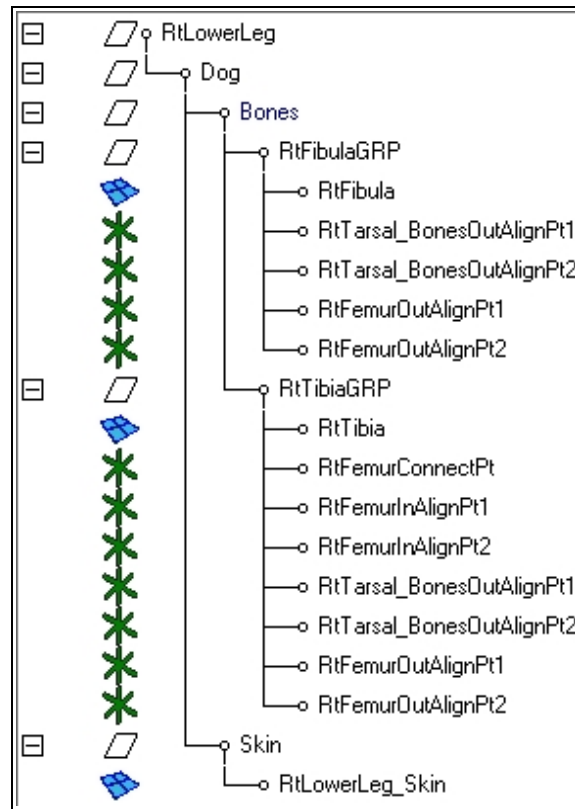 RtLowerLeg
Dog
Bones
RtFibulaGRP
RtFibula
RtTarsal_BonesOutAlignPt1
RtTarsal_BonesOutAlignPt2
RtFemurOutAlignPt1
RtFemurOutAlignPt2
RtTibiaGRP
RtTibia
RtFemurConnectPt
RtFemurInAlignPt1
RtFemurInAlignPt2
RtTarsal_BonesOutAlignPt1
RtTarsal_BonesOutAlignPt2
RtFemurOutAlignPt1
RtFemurOutAlignPt2
Skin
RtLowerLeg_Skin